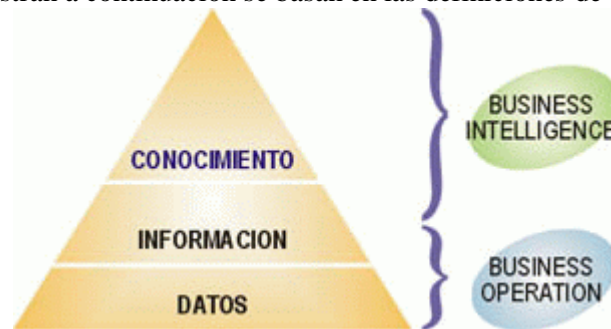 a continuación se basan en las definiciones de
CONOCIMIENTO
INFORMACION
DATOS
BUSINESS
INTELLIGENCE
BUSINESS
OPERATION